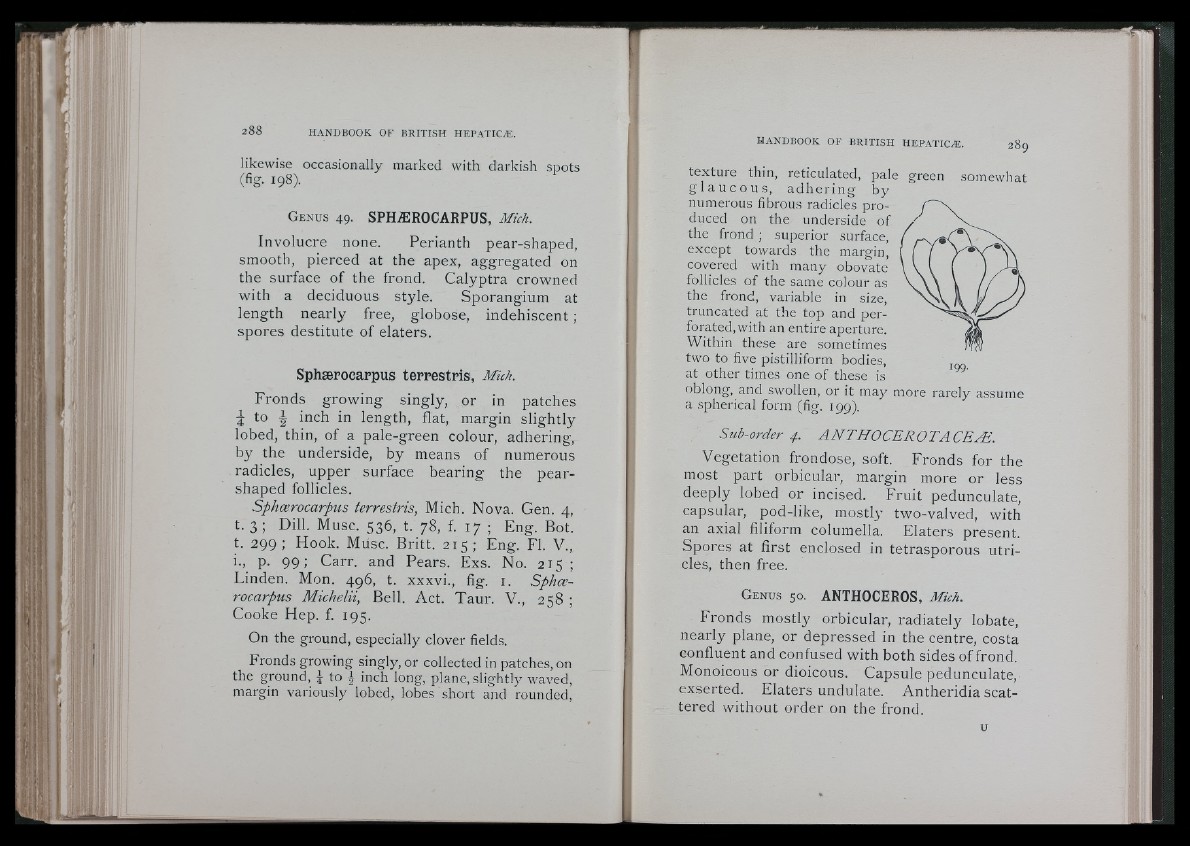 288 HANDBOOK OF BRITISH HEPATICÆ.
likewise occasionally marked with darkish spots
(fig. 198).
GENUS 49. SPHÆROCARPUS, Mich.
Involucre none. Perianth pear-shaped,
smooth, pierced at the apex, aggregated on
the surface of the frond. Calyptra crowned
with a deciduous style. Sporangium at
length nearly free, globose, indehiscent ;
spores destitute of elaters.
Sphærocarpus terrestris, Mich.
Fronds growing singly, or in patches
¼ to ½ inch in length, flat, margin slightly
lobed, thin, of a pale-green colour, adhering,
by the underside, by means of numerous
radicles, upper surface bearing the pear-
shaped follicles.
Sphærocarpus terrestris, Mich. Nova. Gen. 4,
t. 3 ; Dill. Musc. 536, t. 78, f. 17 ; Eng. Bot.
t. 299 ; Hook. Musc. Britt. 215 ; Eng. Fl. V.,
i., p. 99 ; Carr. and Pears. Exs. No. 215 ;
Linden. Mon. 496, t. xxxvi., fig. 1. Sphæ-
rocarpus Michelii, Bell. Act. Taur. V., 258 ;
Cooke Hep. f. 195.
On the ground, especially clover fields.
Fronds growing singly, or collected in patches, on
the ground, ¼ to ½ inch long, plane, slightly waved,
margin variously lobed, lobes short and rounded,
HANDBOOK OF BRITISH HEPATICÆ. 289
texture thin, reticulated, pale green somewhat
glaucous, adhering by
numerous fibrous radicles pro-
duced on the underside of
the frond ; superior surface,
except towards the margin,
covered with many obovate
follicles of the same colour as
the frond, variable in size,
truncated at the top and per-
forated, with an entire aperture.
Within these are sometimes
two to five pistilliform bodies,
at other times one of these is
199.
oblong, and swollen, or it may more rarely assume
a spherical form (fig. 199).
Sub-order 4. ANTHOCEROTACEÆ.
Vegetation frondose, soft. Fronds for the
most part orbicular, margin more or less
deeply lobed or incised. Fruit pedunculate,
capsular, pod-like, mostly two-valved, with
an axial filiform columella. Elaters present.
Spores at first enclosed in tetrasporous utri-
cles, then free.
GENUS 50. ANTHOCEROS, Mich.
Fronds mostly orbicular, radiately lobate,
nearly plane, or depressed in the centre, costa
confluent and confused with both sides of frond.
Monoicous or dioicous. Capsule pedunculate,
exserted. Elaters undulate. Antheridia scat-
tered without order on the frond.
U